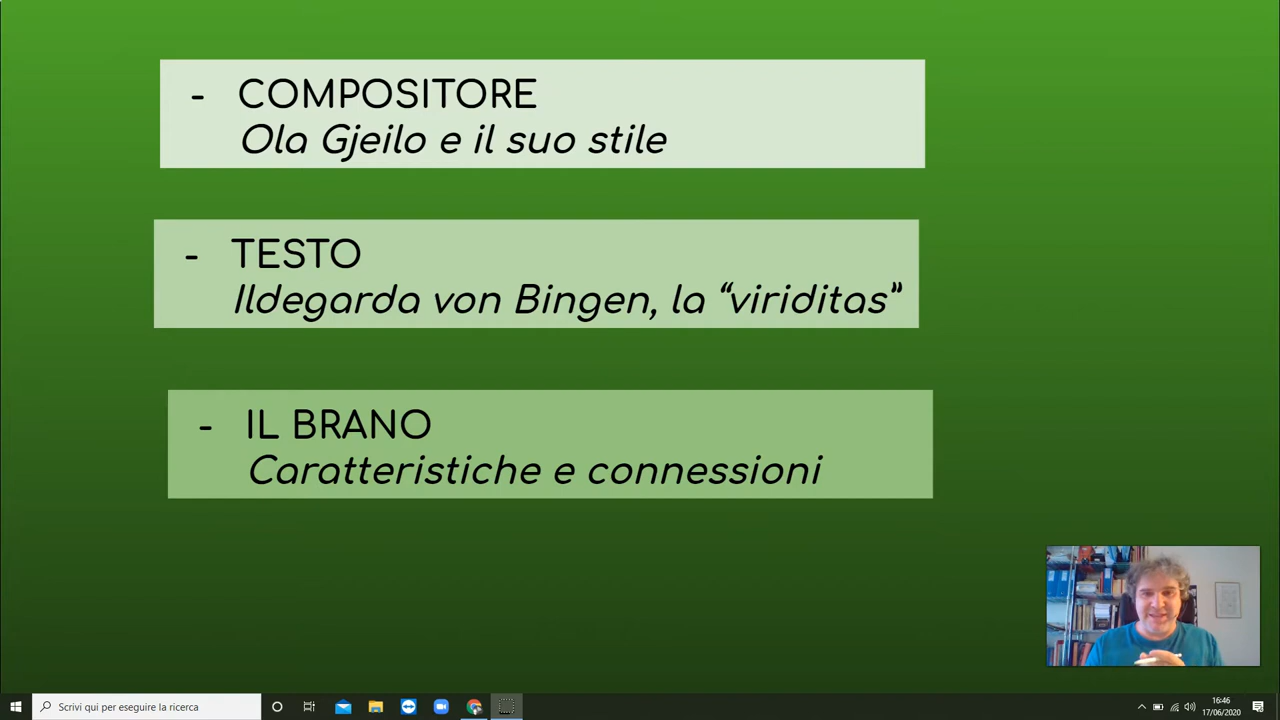 - COMPOSITORE
Ola Gjeilo e il suo stile
- TESTO
Ildegarda von Bingen, la “viriditas”
- IL BRANO
Caratteristiche e connessioni
Scrivi qui per eseguire la ricerca
16:46
17/06/2020